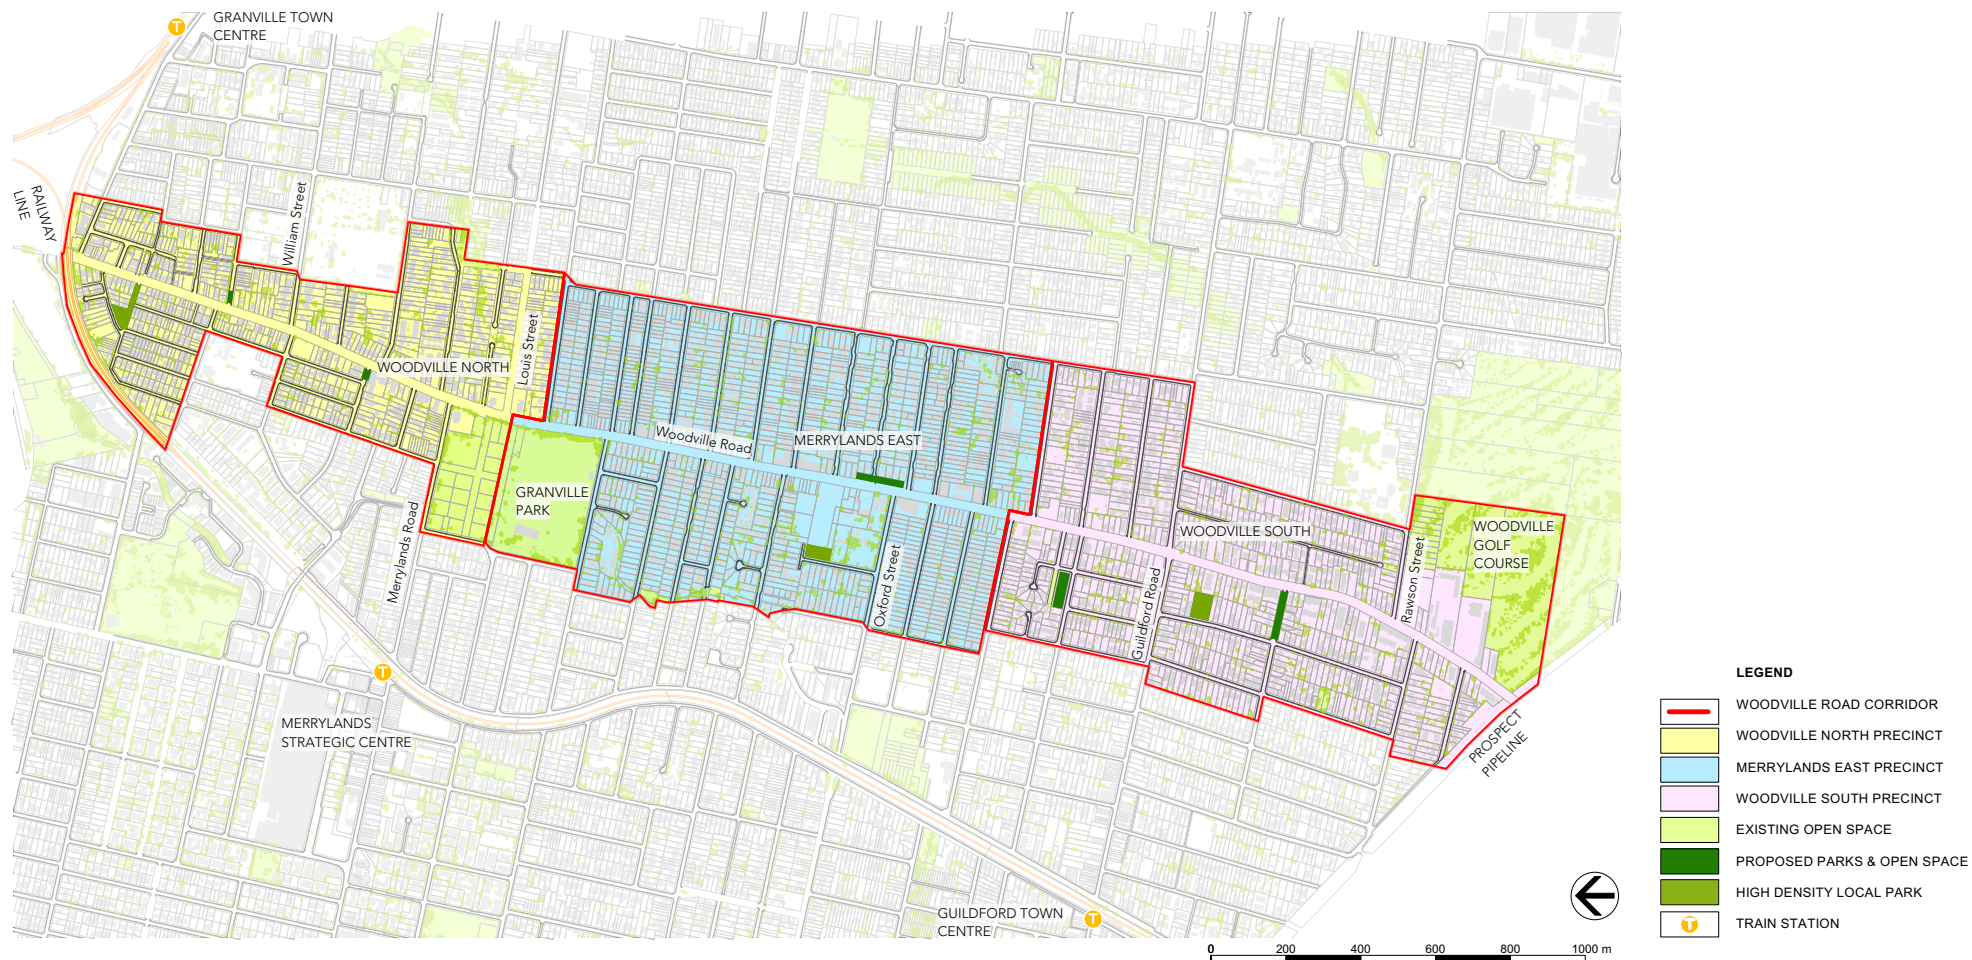 GRANVILLE TOWN
CENTRE
RAILWAY
LINE
William Street
WOODVILLE NORTH
Louis Street
Woodville Road
MERRYLANDS EAST
GRANVILLE
PARK
Merrylands Road
Oxford Street
WOODVILLE SOUTH
Guildford Road
Rawson Street
WOODVILLE
GOLF
COURSE
PROSPECT
PIPELINE
MERRYLANDS
STRATEGIC CENTRE
GUILDFORD TOWN
CENTRE
T
T
T
LEGEND
WOODVILLE ROAD CORRIDOR
WOODVILLE NORTH PRECINCT
MERRYLANDS EAST PRECINCT
WOODVILLE SOUTH PRECINCT
EXISTING OPEN SPACE
PROPOSED PARKS & OPEN SPACE
HIGH DENSITY LOCAL PARK
T TRAIN STATION
0 200 400 600 800 1000 m